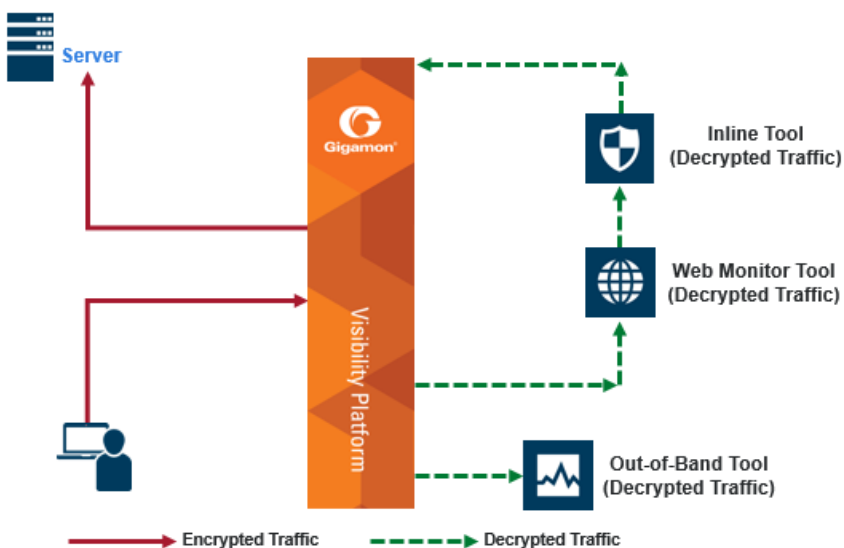 Server
Gigamon®
Inline Tool
(Decrypted Traffic)
Web Monitor Tool
(Decrypted Traffic)
Visibility Platform
Out-of-Band Tool
(Decrypted Traffic)
Encrypted Traffic
Decrypted Traffic